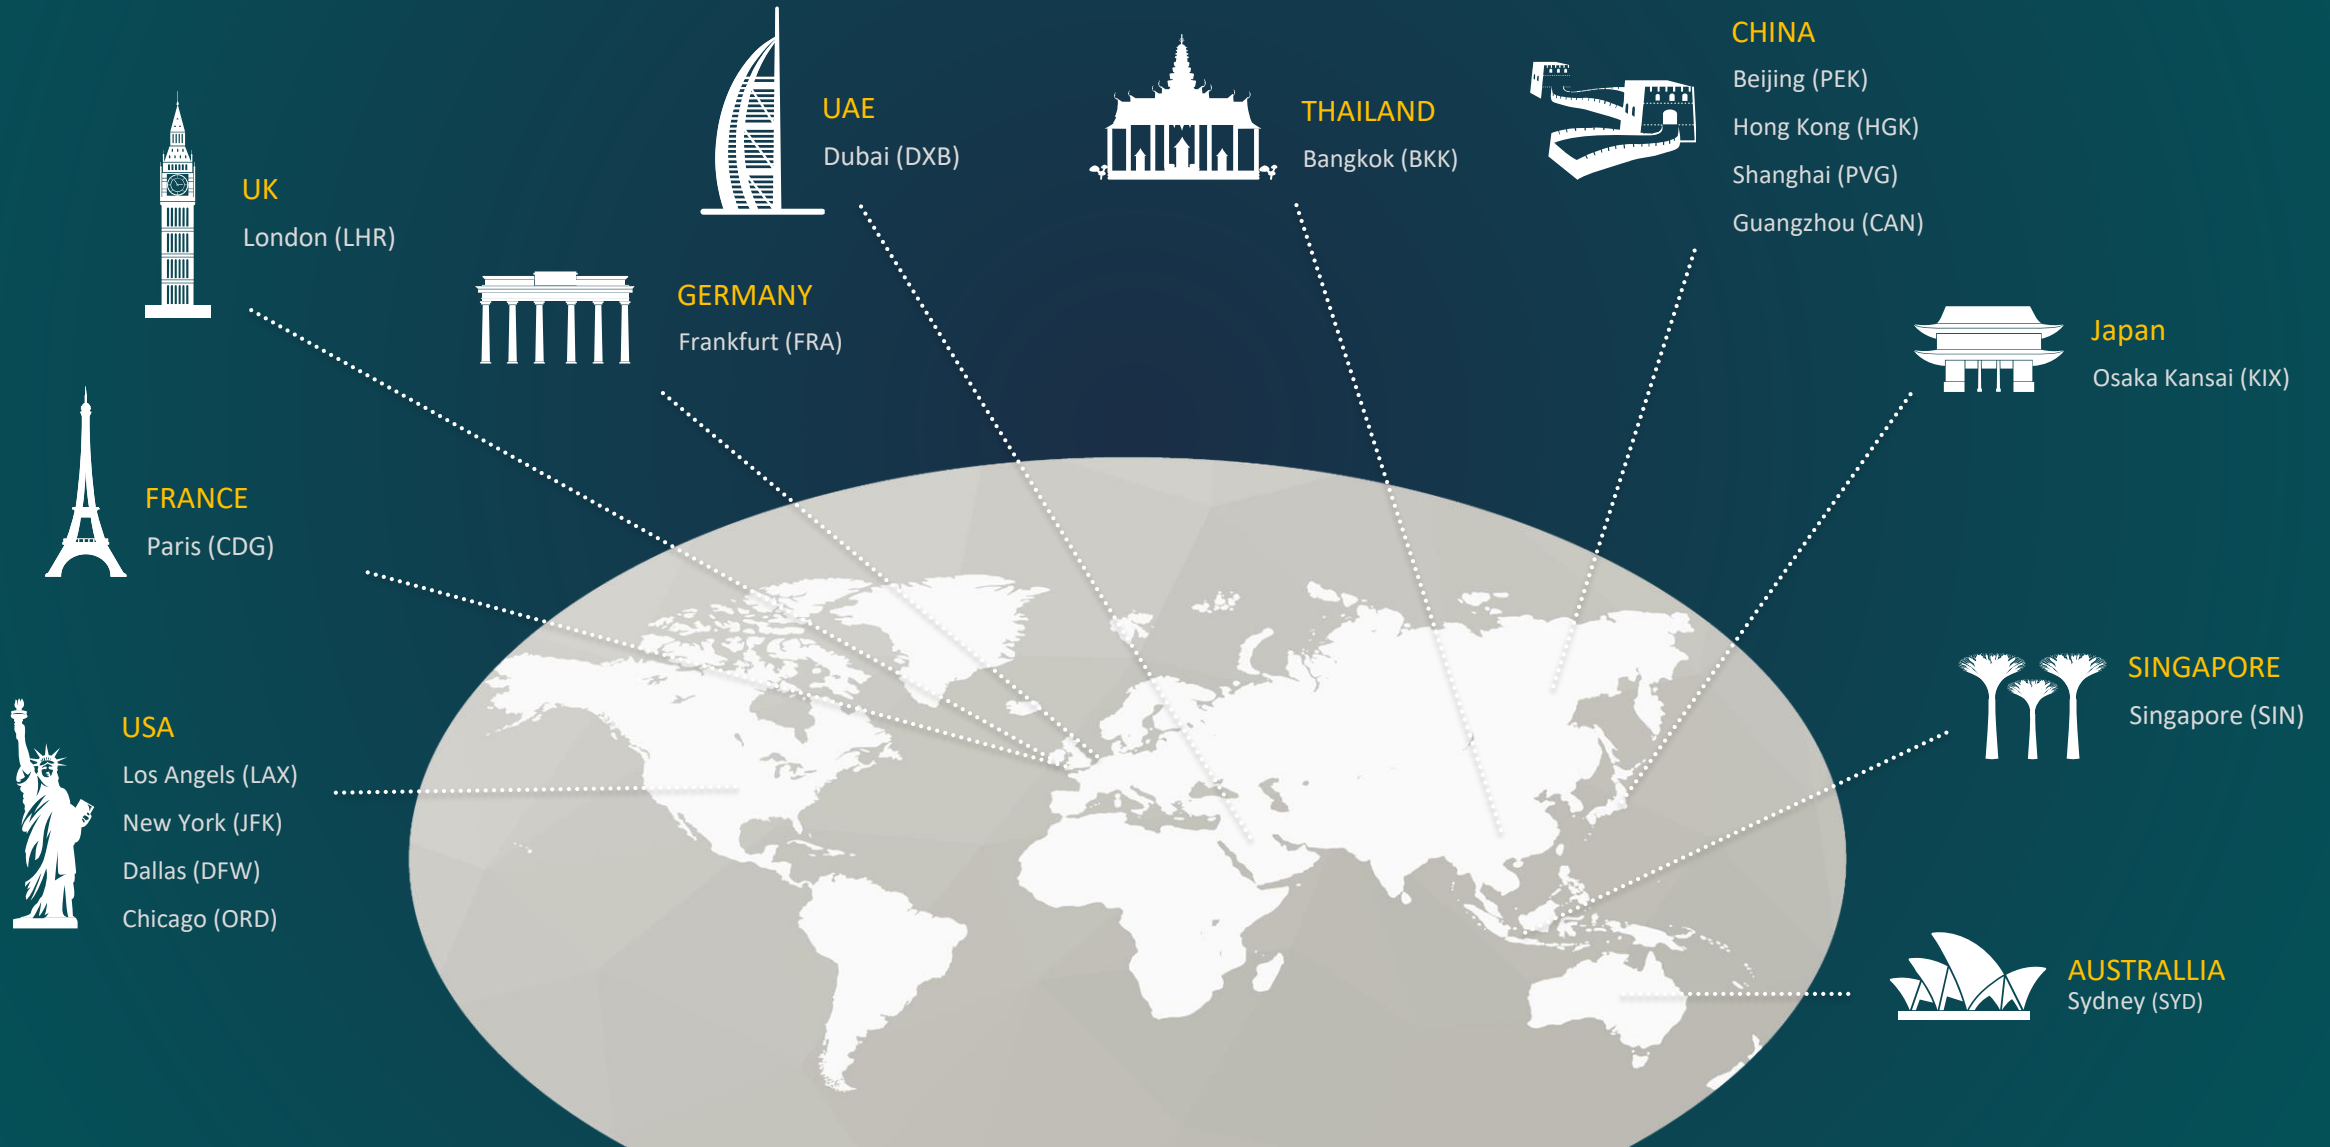 UK
London (LHR)
FRANCE
Paris (CDG)
USA
Los Angels (LAX)
New York (JFK)
Dallas (DFW)
Chicago (ORD)
GERMANY
Frankfurt (FRA)
UAE
Dubai (DXB)
THAILAND
Bangkok (BKK)
CHINA
Beijing (PEK)
Hong Kong (HGK)
Shanghai (PVG)
Guangzhou (CAN)
Japan
Osaka Kansai (KIX)
SINGAPORE
Singapore (SIN)
AUSTRALLIA
Sydney (SYD)